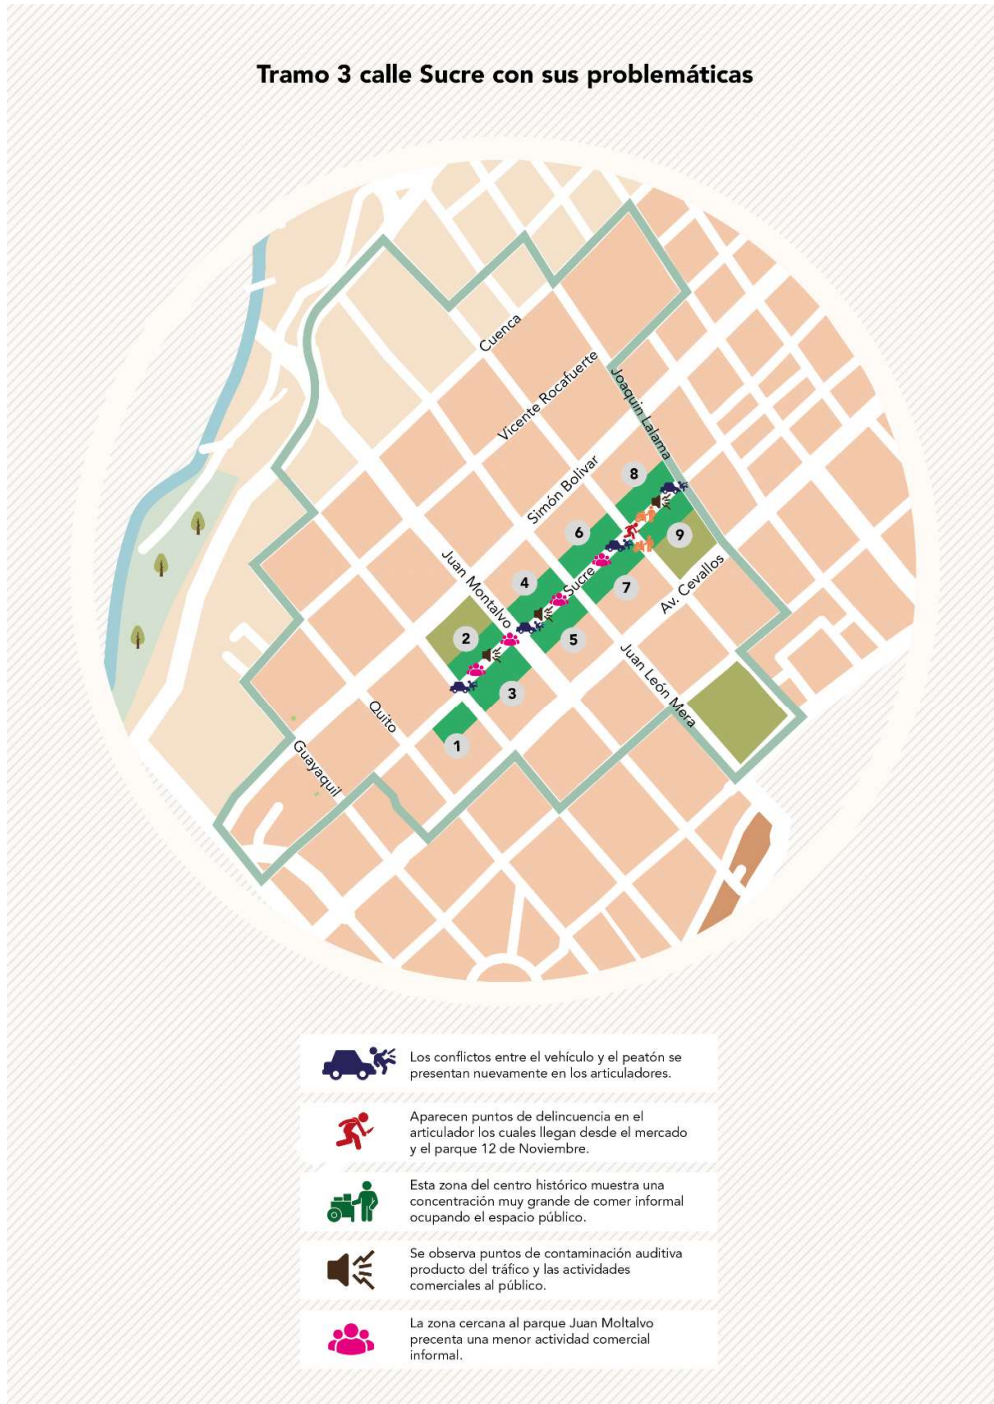 Tramo 3 calle Sucre con sus problemáticas
Cuenca
Vicente Rocafuerte
Joaquin Lalama
Simón Bolivar
8
6
9
Juan Montalvo
4
Sucre
7
Av. Cevallos
2
5
Juan León Mera
3
Quito
1
Guayaquil
Los conflictos entre el vehículo y el peatón se
presentan nuevamente en los articuladores.
Aparecen puntos de delincuencia en el
articulador los cuales llegan desde el mercado
y el parque 12 de Noviembre.
Esta zona del centro histórico muestra una
concentración muy grande de comer informal
ocupando el espacio público.
Se observa puntos de contaminación auditiva
producto del tráfico y las actividades
comerciales al público.
La zona cercana al parque Juan Moltalvo
precenta una menor actividad comercial
informal.